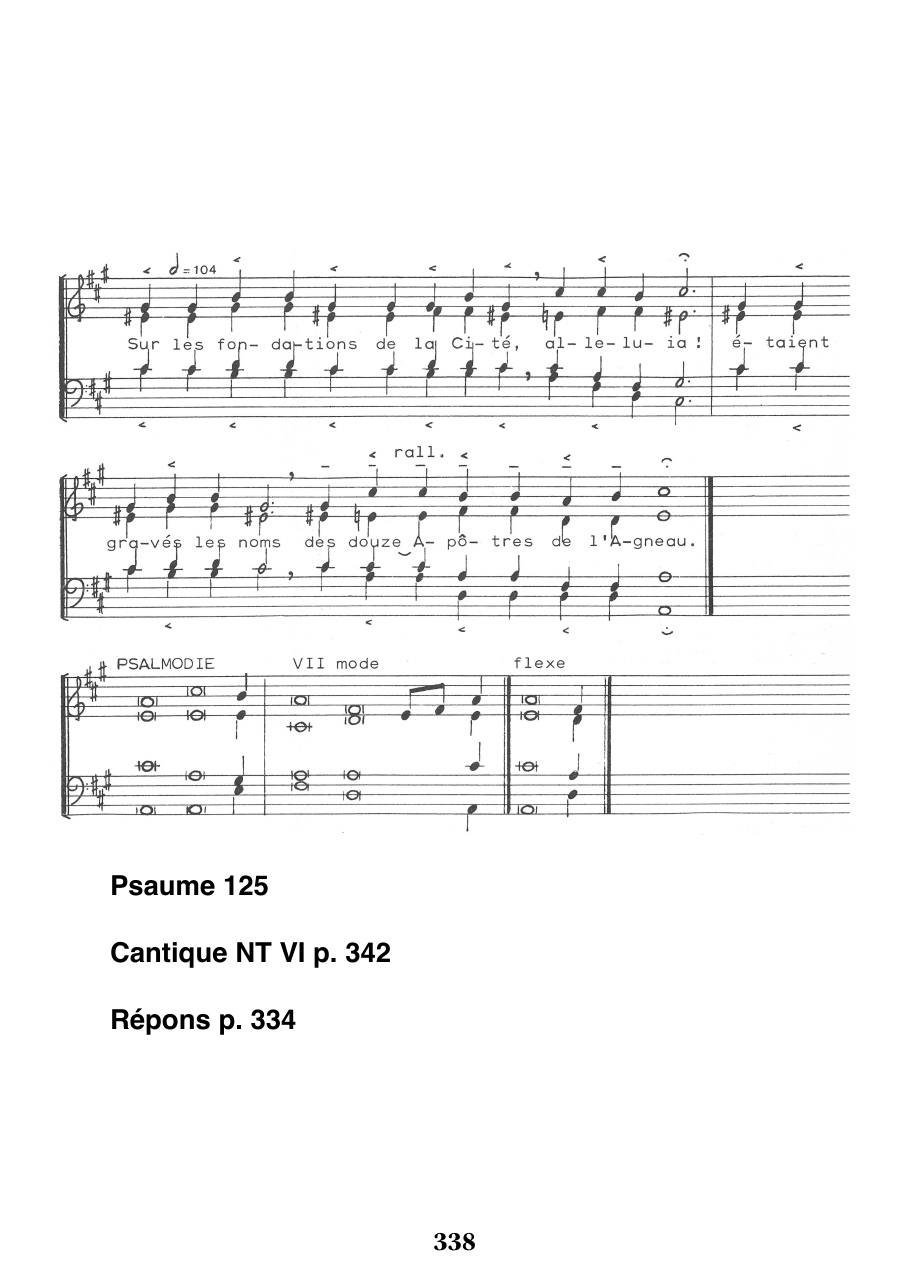 = 104
Sur les fon- da-tions de la Ci-té, al-le-lu-ia ! é-taient
rall.
gra-vés les noms des douze A-pô-tres de l'A-gneau.
PSALMODIE VII mode flexe
Psaume 125
Cantique NT VI p. 342
Répons p. 334
338